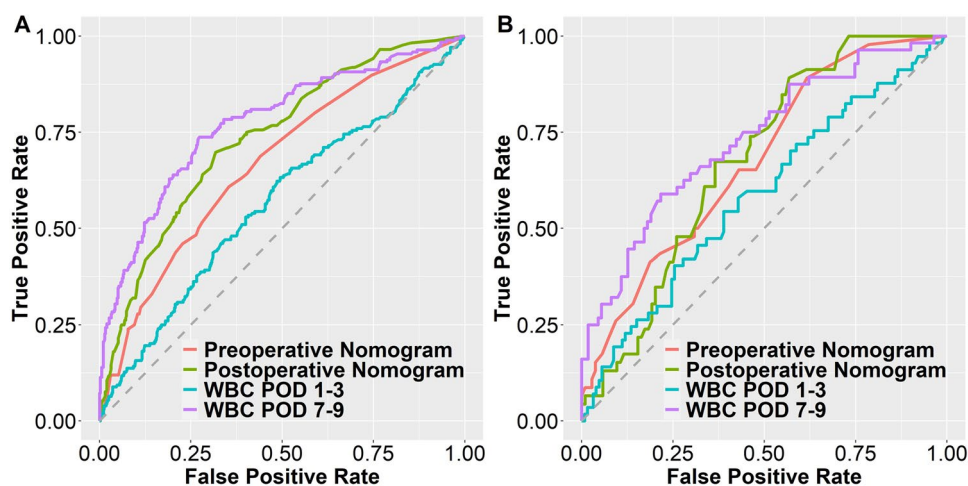 A
True Positive Rate
1.00
0.75
0.50
0.25
0.00
Preoperative Nomogram
Postoperative Nomogram
WBC POD 1-3
WBC POD 7-9
0.00 0.25 0.50 0.75 1.00
False Positive Rate
B
True Positive Rate
1.00
0.75
0.50
0.25
0.00
Preoperative Nomogram
Postoperative Nomogram
WBC POD 1-3
WBC POD 7-9
0.00 0.25 0.50 0.75 1.00
False Positive Rate